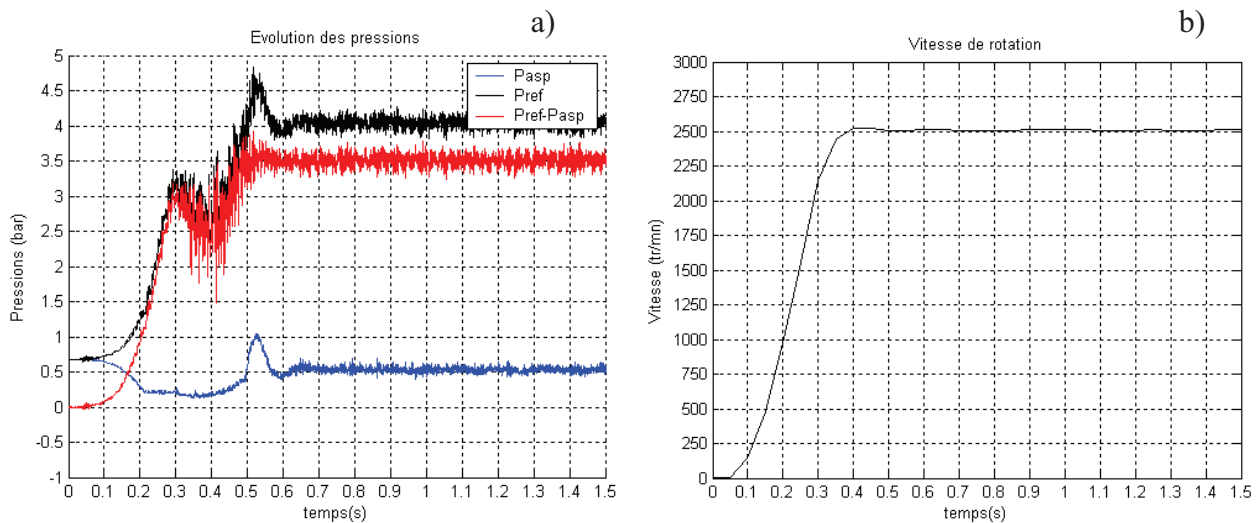 a)
Evolution des pressions
Pressions (bar)
5
4.5
4
3.5
3
2.5
2
1.5
1
0.5
0
-0.5
-1
Pasp
Pref
Pref-Pasp
0 0.1 0.2 0.3 0.4 0.5 0.6 0.7 0.8 0.9 1 1.1 1.2 1.3 1.4 1.5
temps(s)
b)
Vitesse de rotation
Vitesse (tr/mn)
3000
2750
2500
2250
2000
1750
1500
1250
1000
750
500
250
0
0 0.1 0.2 0.3 0.4 0.5 0.6 0.7 0.8 0.9 1 1.1 1.2 1.3 1.4 1.5
temps(s)